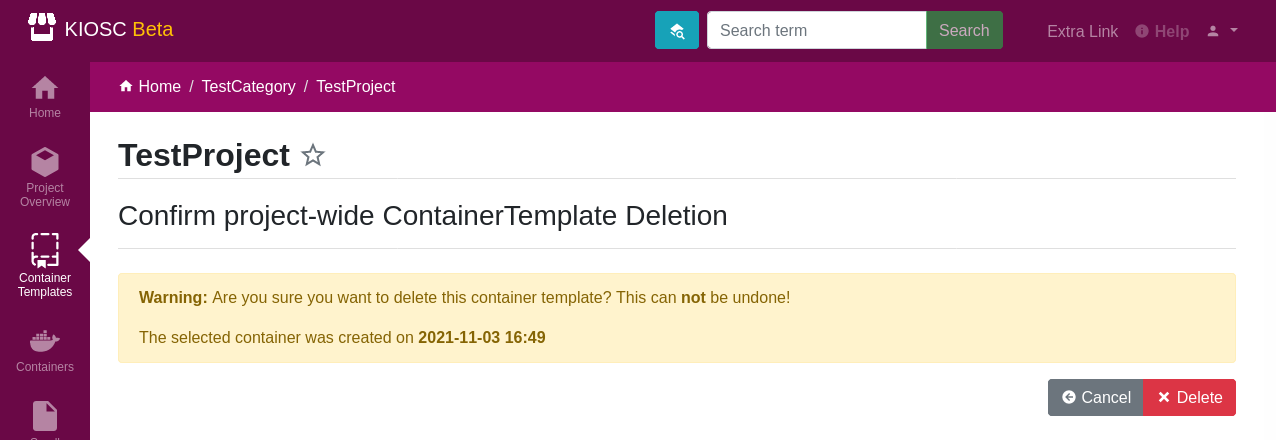 KIOSC Beta
Search term
Search
Extra Link
Help
Home / TestCategory / TestProject
Home
Project
Overview
Container
Templates
Containers
TestProject
Confirm project-wide ContainerTemplate Deletion
Warning: Are you sure you want to delete this container template? This can not be undone!
The selected container was created on 2021-11-03 16:49
Cancel
Delete